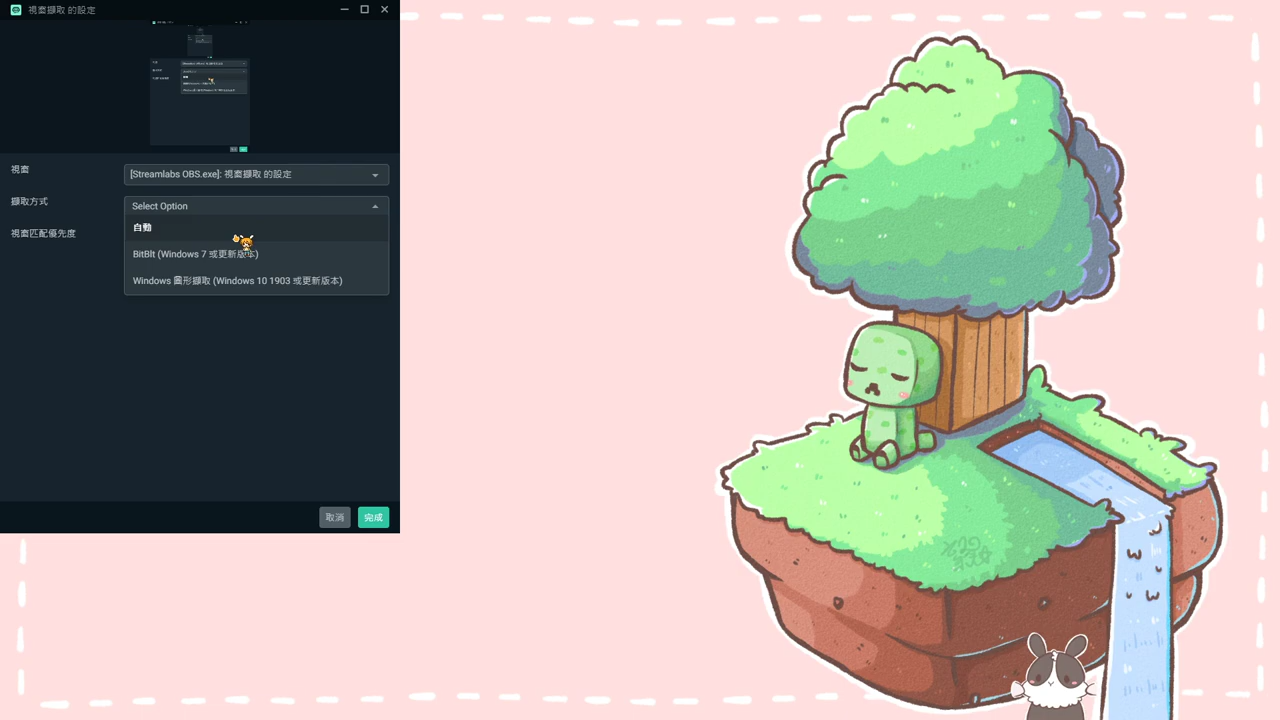 視窗擷取 的設定
視窗
[Streamlabs OBS.exe]: 視窗擷取 的設定
擷取方式
Select Option
視窗匹配優先度
自動
BitBlt (Windows 7 或更新版本)
Windows 圖形擷取 (Windows 10 1903 或更新版本)
取消
完成